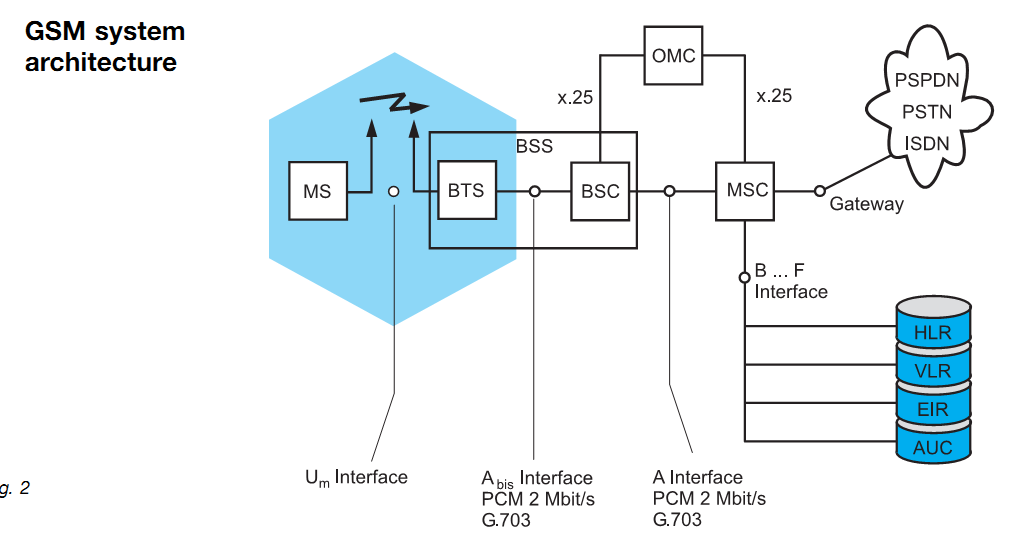 GSM system
architecture
OMC
x.25
x.25
PSPDN
PSTN
ISDN
BSS
MS
BTS
BSC
MSC
Gateway
B ... F
Interface
HLR
VLR
EIR
AUC
Um Interface
Abis Interface
PCM 2 Mbit/s
G.703
A Interface
PCM 2 Mbit/s
G.703
g. 2